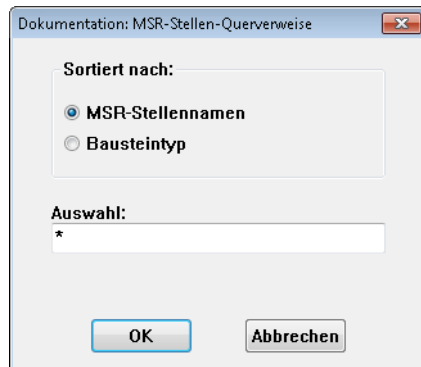 Dokumentation: MSR-Stellen-Querverweise
Sortiert nach:
MSR-Stellennamen
Bausteintyp
Auswahl:
*
OK
Abbrechen